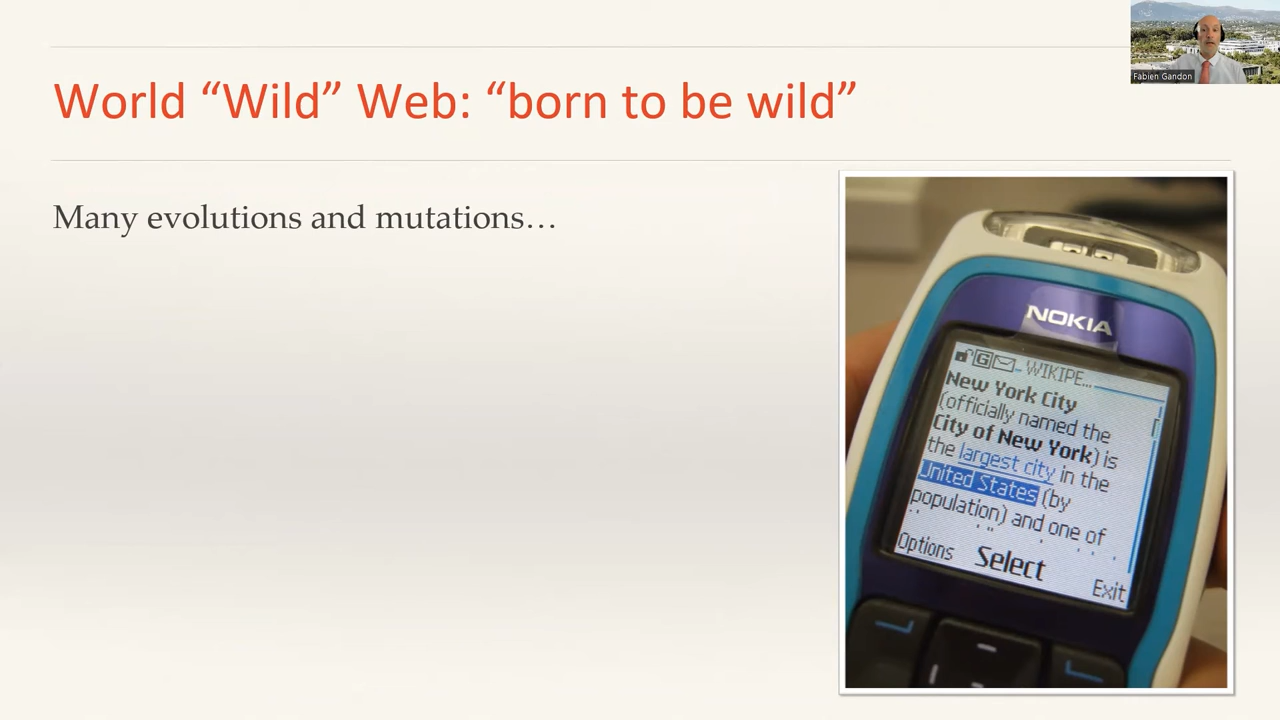 Fabien Gandon
World “Wild” Web: “born to be wild”
Many evolutions and mutations…
NOKIA
WIKIPE...
New York City
(officially named the
City of New York) is
the largest city in the
United States (by
population) and one of
Options Select Exit